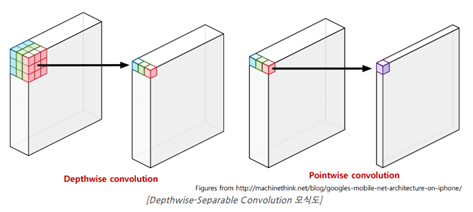 Depthwise convolution
Pointwise convolution
Figures from http://machinethink.net/blog/googles-mobile-net-architecture-on-iphone/
[Depthwise-Separable Convolution 모식도]